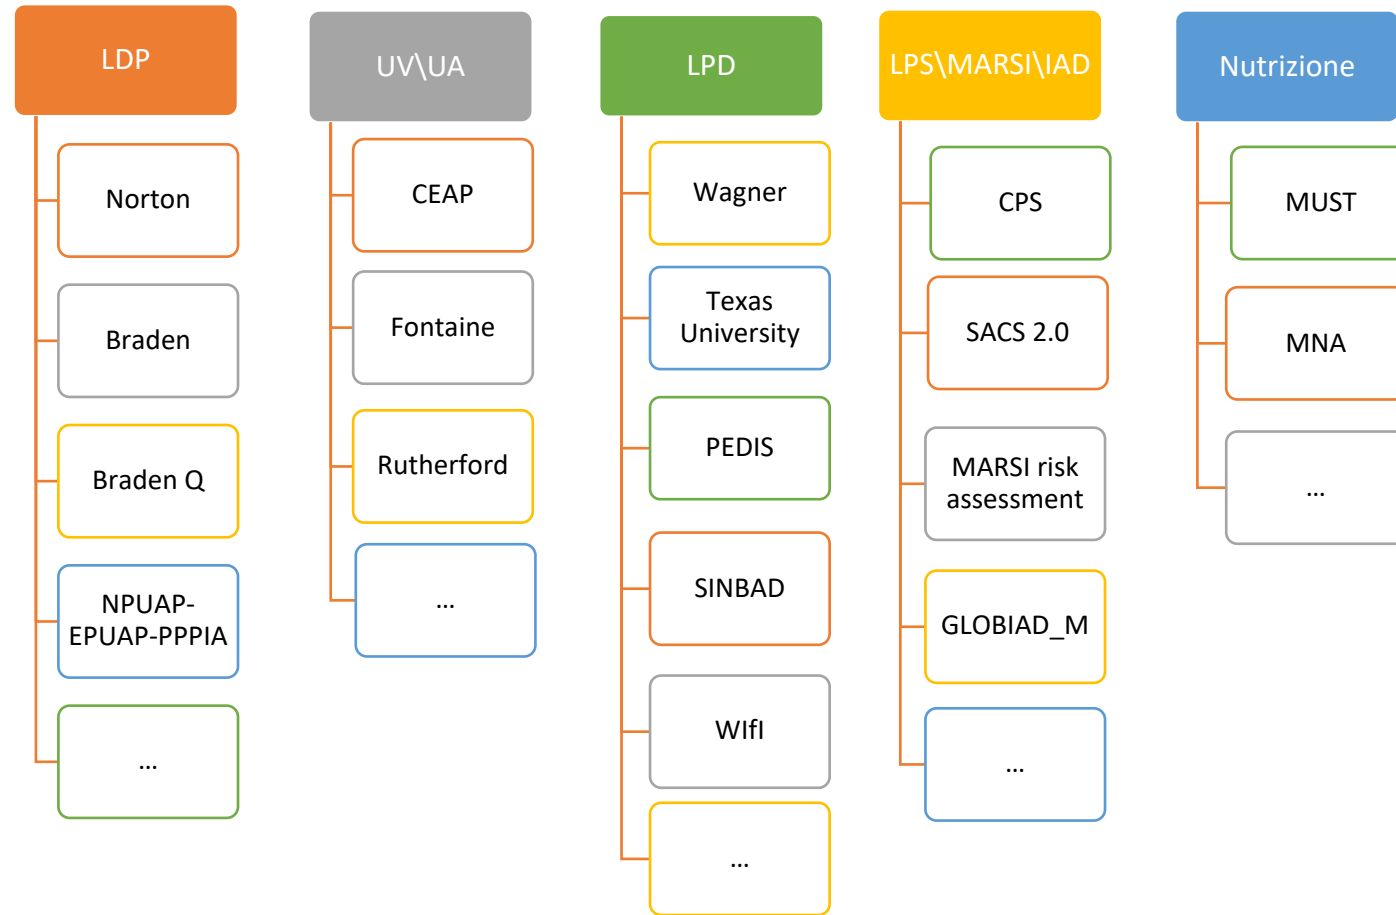 LDP
Norton
Braden
Braden Q
NPUAP-
EPUAP-PPPIA
...
UV\UA
CEAP
Fontaine
Rutherford
...
LPD
Wagner
Texas
University
PEDIS
SINBAD
WIfI
...
LPS\MARSI\IAD
CPS
SACS 2.0
MARSI risk
assessment
GLOBIAD_M
...
Nutrizione
MUST
MNA
...